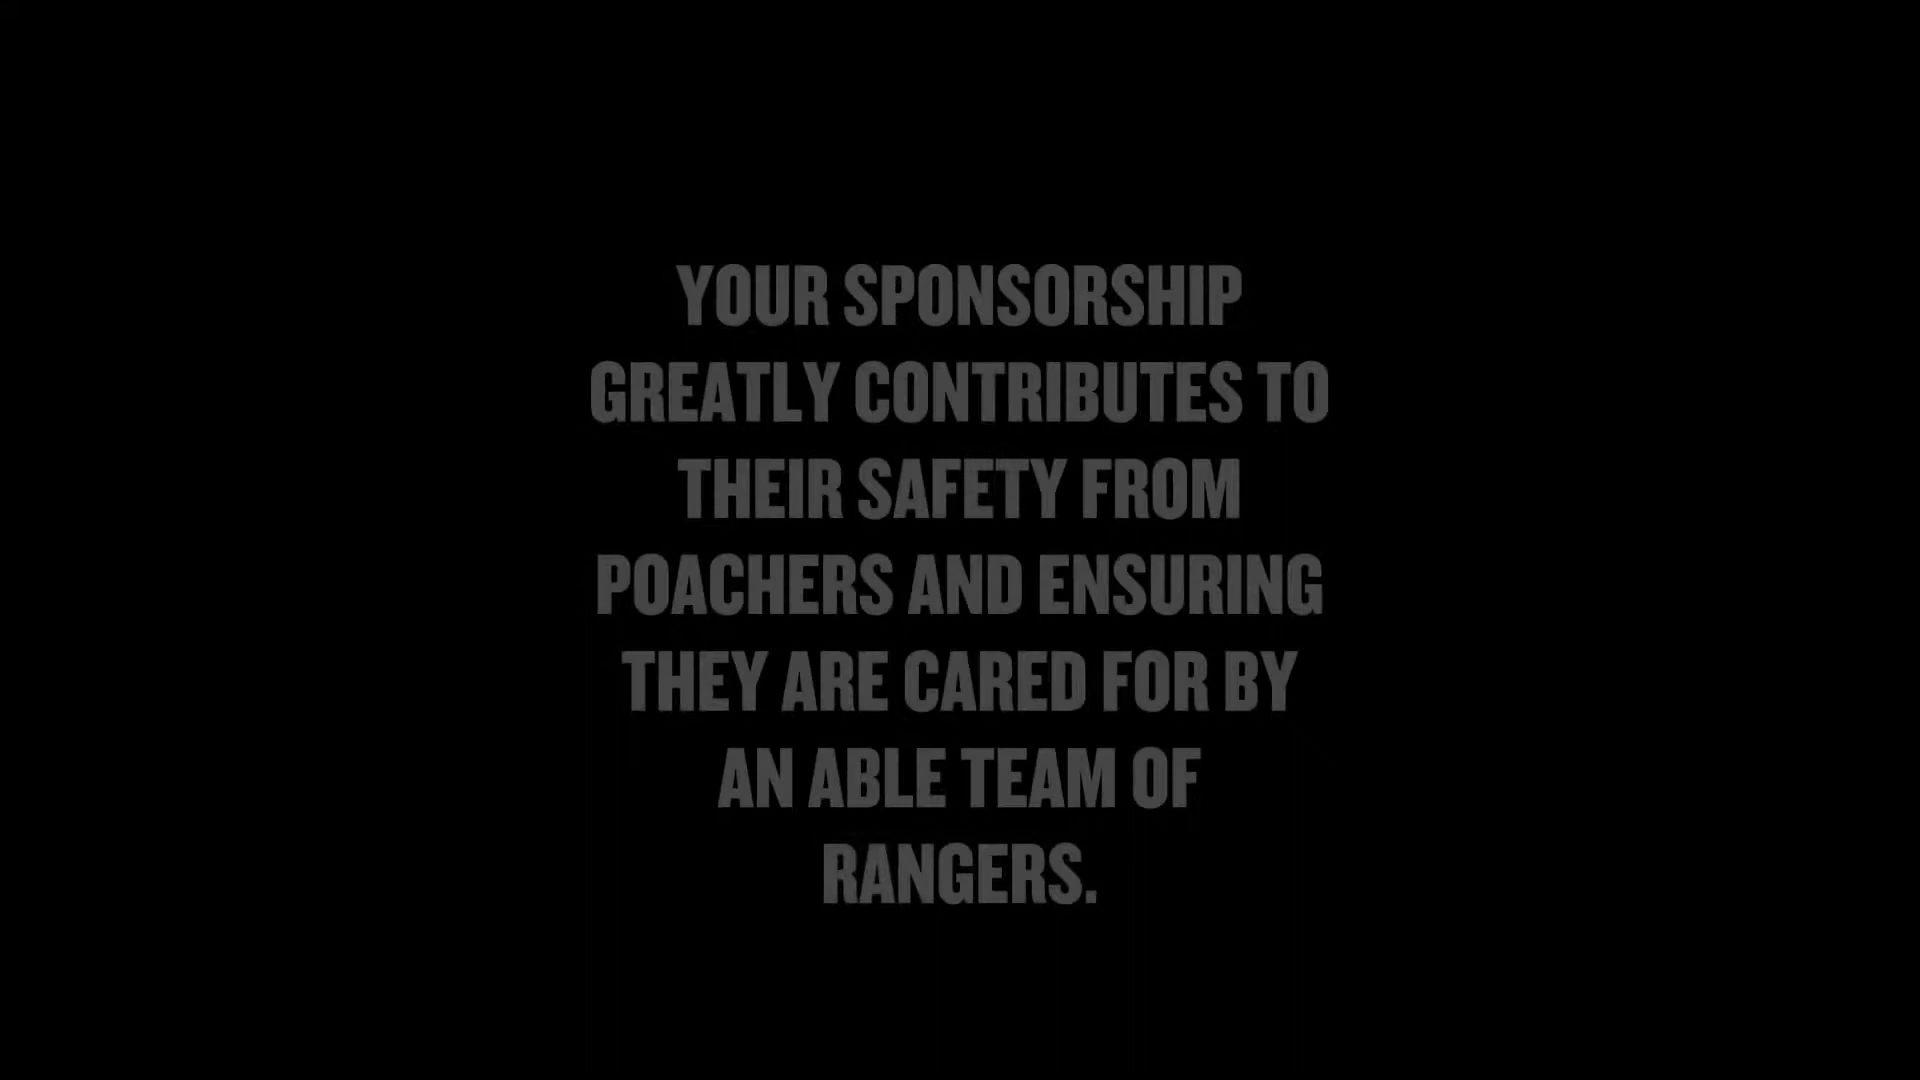 YOUR SPONSORSHIP
GREATLY CONTRIBUTES TO
THEIR SAFETY FROM
POACHERS AND ENSURING
THEY ARE CARED FOR BY
AN ABLE TEAM OF
RANGERS.